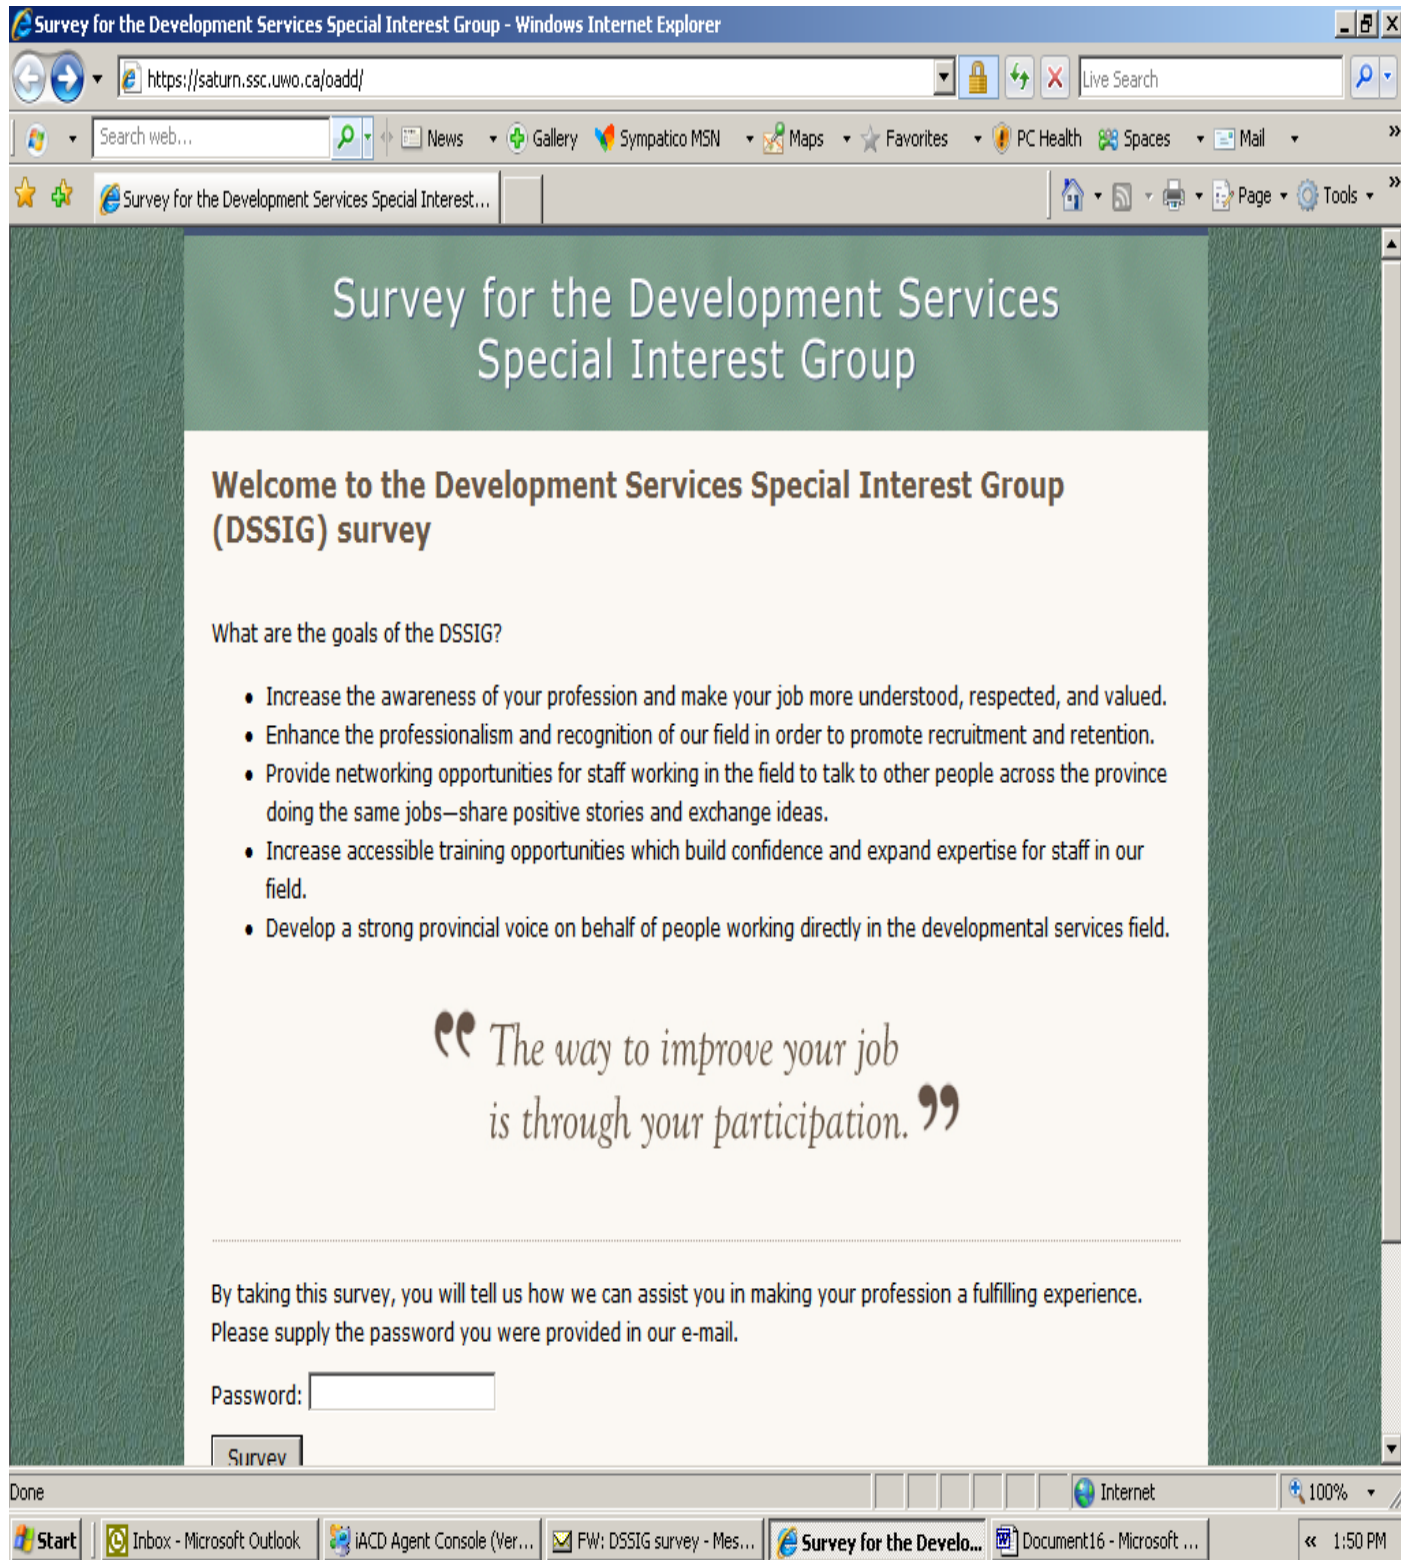 Survey for the Development Services Special Interest Group - Windows Internet Explorer
https://saturn.ssc.uwo.ca/oadd/
Live Search
Search web...
News
Gallery
Sympatico MSN
Maps
Favorites
PC Health
Spaces
Mail
»
Survey for the Development Services Special Interest...
Page
Tools
»
Survey for the Development Services
Special Interest Group
Welcome to the Development Services Special Interest Group
(DSSIG) survey
What are the goals of the DSSIG?
• Increase the awareness of your profession and make your job more understood, respected, and valued.
• Enhance the professionalism and recognition of our field in order to promote recruitment and retention.
• Provide networking opportunities for staff working in the field to talk to other people across the province
doing the same jobs—share positive stories and exchange ideas.
• Increase accessible training opportunities which build confidence and expand expertise for staff in our
field.
• Develop a strong provincial voice on behalf of people working directly in the developmental services field.
“The way to improve your job
is through your participation.”
By taking this survey, you will tell us how we can assist you in making your profession a fulfilling experience.
Please supply the password you were provided in our e-mail.
Password:
Survey
Done
Internet
100%
Start
Inbox - Microsoft Outlook
iACD Agent Console (Ver...
FW: DSSIG survey - Mes...
Survey for the Develo...
Document16 - Microsoft ...
« 1:50 PM